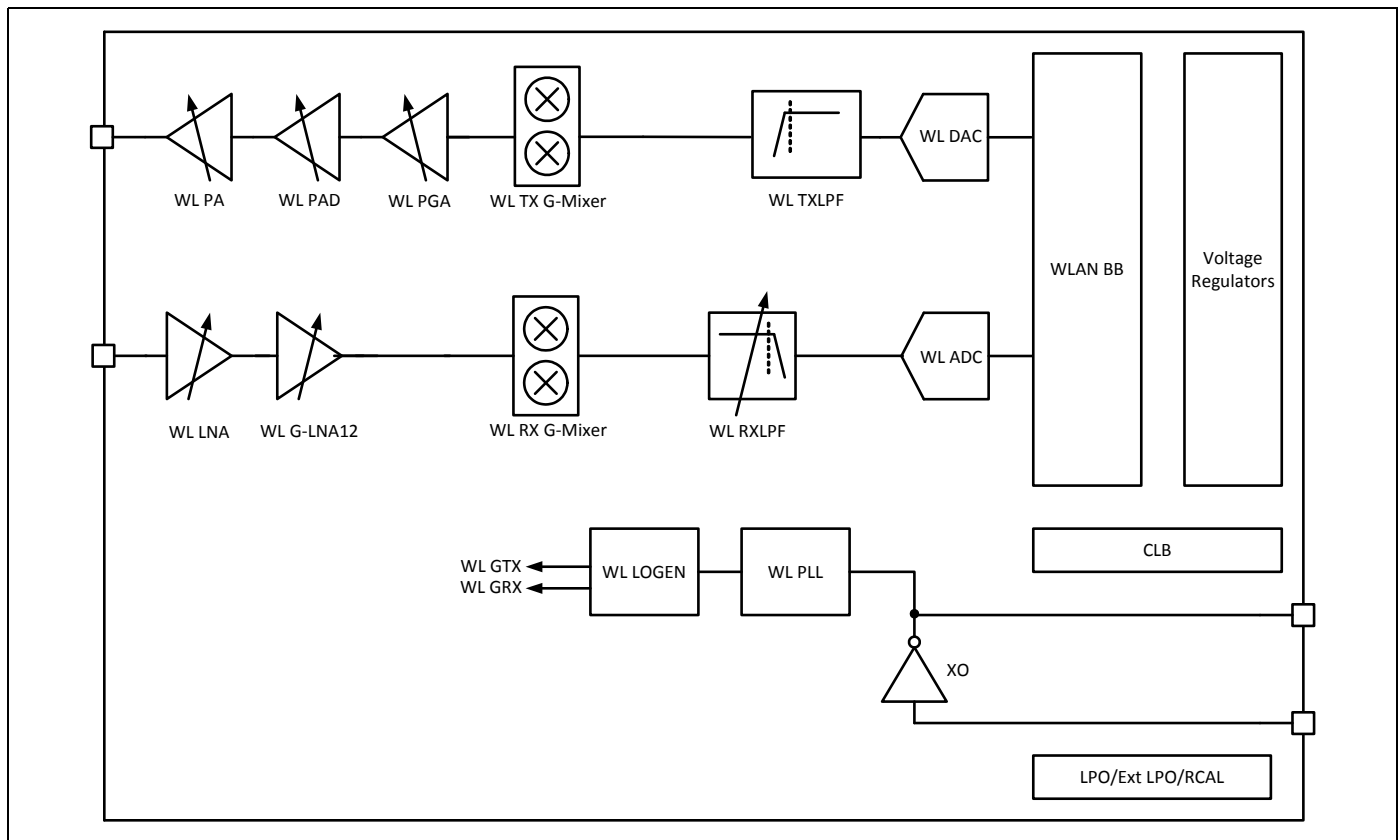 WL PA
WL PAD
WL PGA
WL TX G-Mixer
WL TXLPF
WL DAC
WLAN BB
Voltage
Regulators
WL LNA
WL G-LNA12
WL RX G-Mixer
WL RXLPF
WL ADC
CLB
WL GTX
WL GRX
WL LOGEN
WL PLL
XO
LPO/Ext LPO/RCAL